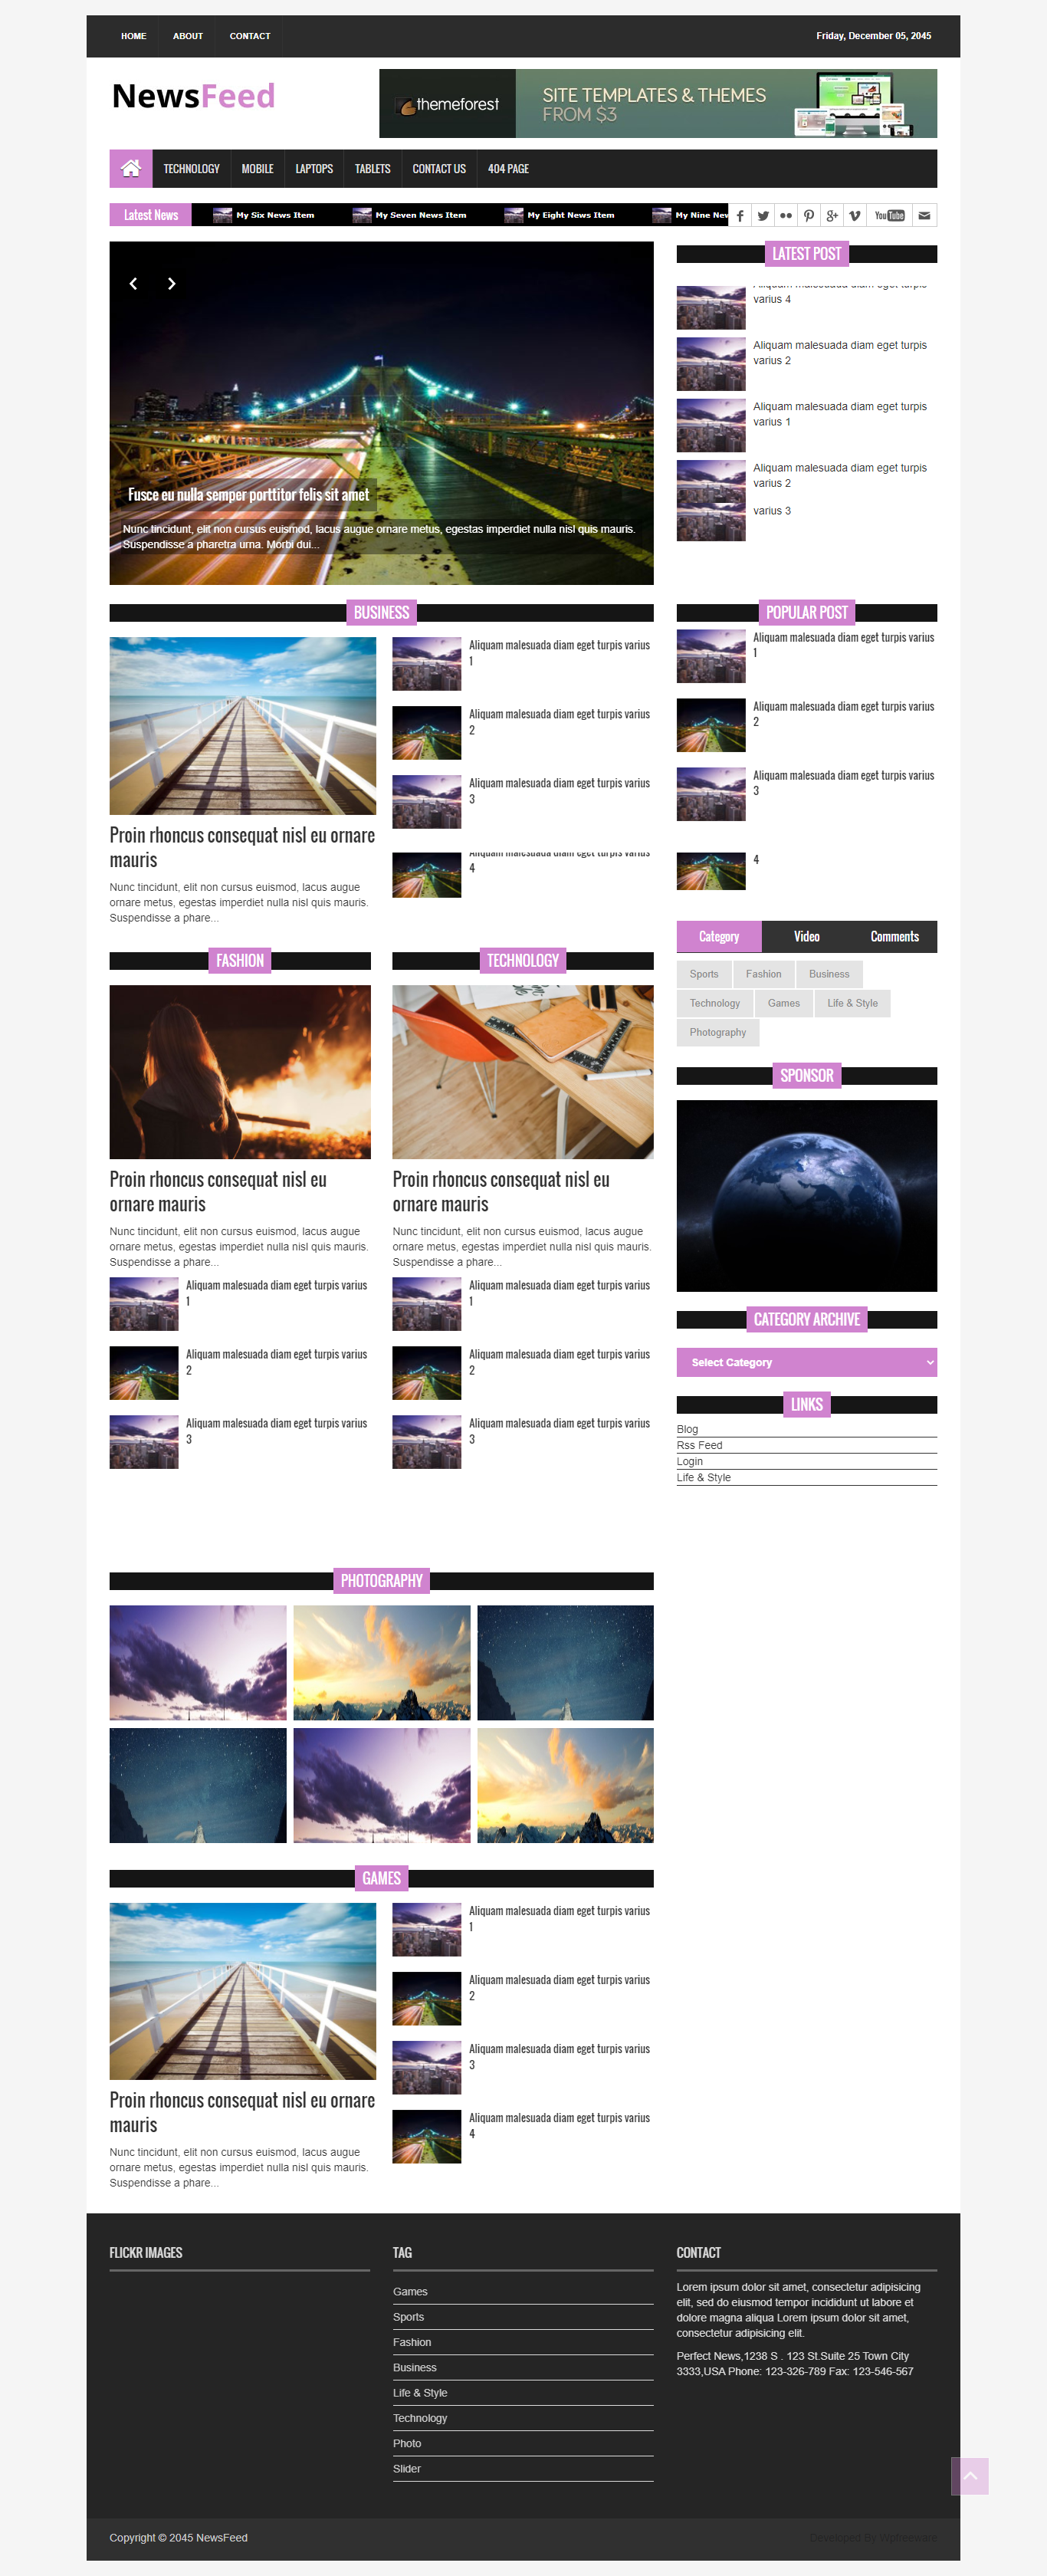 HOME ABOUT CONTACT Friday, December 05, 2045
NewsFeed
themeforest SITE TEMPLATES & THEMES
FROM $3
TECHNOLOGY MOBILE LAPTOPS TABLETS CONTACT US 404 PAGE
Latest News My Six News Item My Seven News Item My Eight News Item My Nine New
You Tube
Fusce eu nulla semper porttitor felis sit amet
Nunc tincidunt, elit non cursus euismod, lacus augue ornare metus, egestas imperdiet nulla nisl quis mauris.
Suspendisse a pharetra urna. Morbi dui...
LATEST POST
Aliquam malesuada diam eget turpis
varius 4
Aliquam malesuada diam eget turpis
varius 2
Aliquam malesuada diam eget turpis
varius 1
Aliquam malesuada diam eget turpis
varius 2
varius 3
BUSINESS
Proin rhoncus consequat nisl eu ornare
mauris
Nunc tincidunt, elit non cursus euismod, lacus augue
ornare metus, egestas imperdiet nulla nisl quis mauris.
Suspendisse a phare...
Aliquam malesuada diam eget turpis varius
1
Aliquam malesuada diam eget turpis varius
2
Aliquam malesuada diam eget turpis varius
3
Aliquam malesuada diam eget turpis varius
4
POPULAR POST
Aliquam malesuada diam eget turpis varius
1
Aliquam malesuada diam eget turpis varius
2
Aliquam malesuada diam eget turpis varius
3
4
Category Video Comments
Sports Fashion Business
Technology Games Life & Style
Photography
FASHION
Proin rhoncus consequat nisl eu
ornare mauris
Nunc tincidunt, elit non cursus euismod, lacus augue
ornare metus, egestas imperdiet nulla nisl quis mauris.
Suspendisse a phare...
Aliquam malesuada diam eget turpis varius
1
Aliquam malesuada diam eget turpis varius
2
Aliquam malesuada diam eget turpis varius
3
TECHNOLOGY
Proin rhoncus consequat nisl eu
ornare mauris
Nunc tincidunt, elit non cursus euismod, lacus augue
ornare metus, egestas imperdiet nulla nisl quis mauris.
Suspendisse a phare...
Aliquam malesuada diam eget turpis varius
1
Aliquam malesuada diam eget turpis varius
2
Aliquam malesuada diam eget turpis varius
3
SPONSOR
CATEGORY ARCHIVE
Select Category
LINKS
Blog
Rss Feed
Login
Life & Style
PHOTOGRAPHY
GAMES
Proin rhoncus consequat nisl eu ornare
mauris
Nunc tincidunt, elit non cursus euismod, lacus augue
ornare metus, egestas imperdiet nulla nisl quis mauris.
Suspendisse a phare...
Aliquam malesuada diam eget turpis varius
1
Aliquam malesuada diam eget turpis varius
2
Aliquam malesuada diam eget turpis varius
3
Aliquam malesuada diam eget turpis varius
4
FLICKR IMAGES
TAG
Games
Sports
Fashion
Business
Life & Style
Technology
Photo
Slider
CONTACT
Lorem ipsum dolor sit amet, consectetur adipisicing
elit, sed do eiusmod tempor incididunt ut labore et
dolore magna aliqua Lorem ipsum dolor sit amet,
consectetur adipisicing elit.
Perfect News,1238 S . 123 St.Suite 25 Town City
3333,USA Phone: 123-326-789 Fax: 123-546-567
Copyright © 2045 NewsFeed
Developed By Wpfreeware